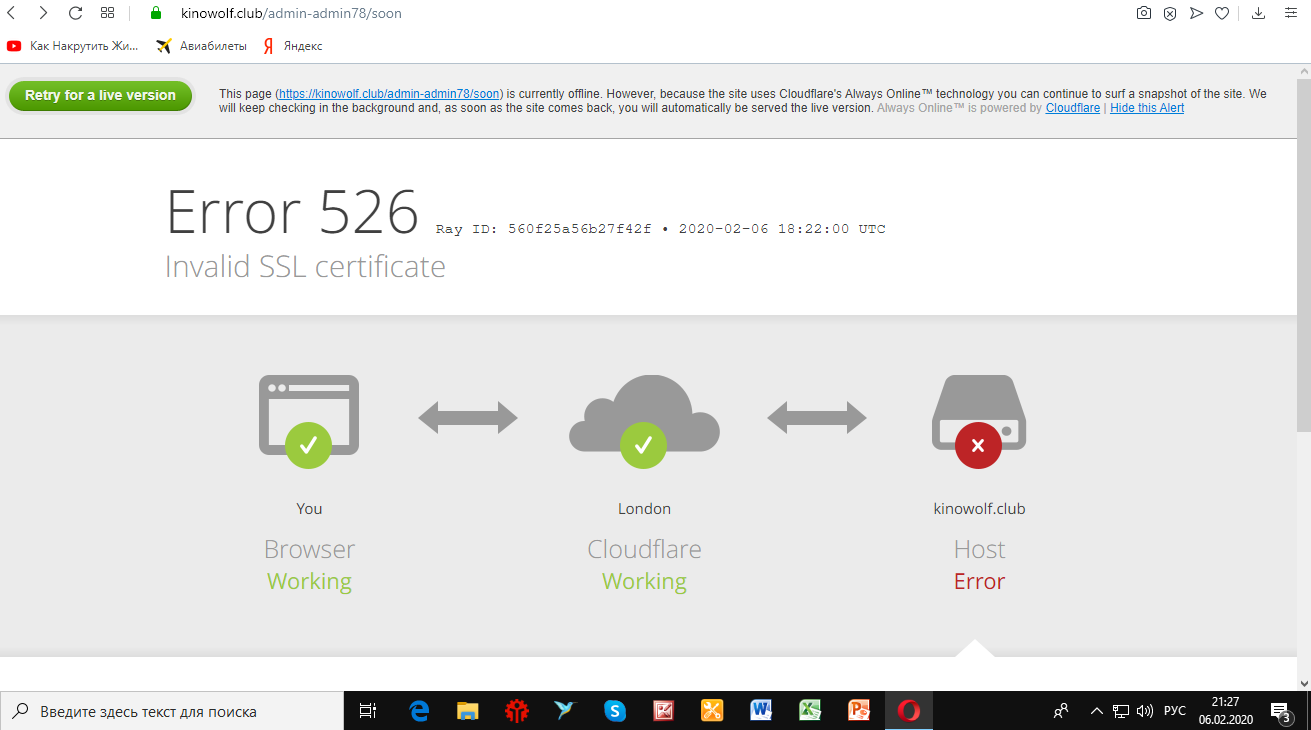 kinowolf.club/admin-admin78/soon
Как Накрутить Жи... Авиабилеты Яндекс
Retry for a live version
This page (https://kinowolf.club/admin-admin78/soon) is currently offline. However, because the site uses Cloudflare's Always Online™ technology you can continue to surf a snapshot of the site. We
will keep checking in the background and, as soon as the site comes back, you will automatically be served the live version. Always Online™ is powered by Cloudflare | Hide this Alert
Error 526 Ray ID: 560f25a56b27f42f • 2020-02-06 18:22:00 UTC
Invalid SSL certificate
You London kinowolf.club
Browser Cloudflare Host
Working Working Error
Введите здесь текст для поиска
РУС
21:27
06.02.2020
3